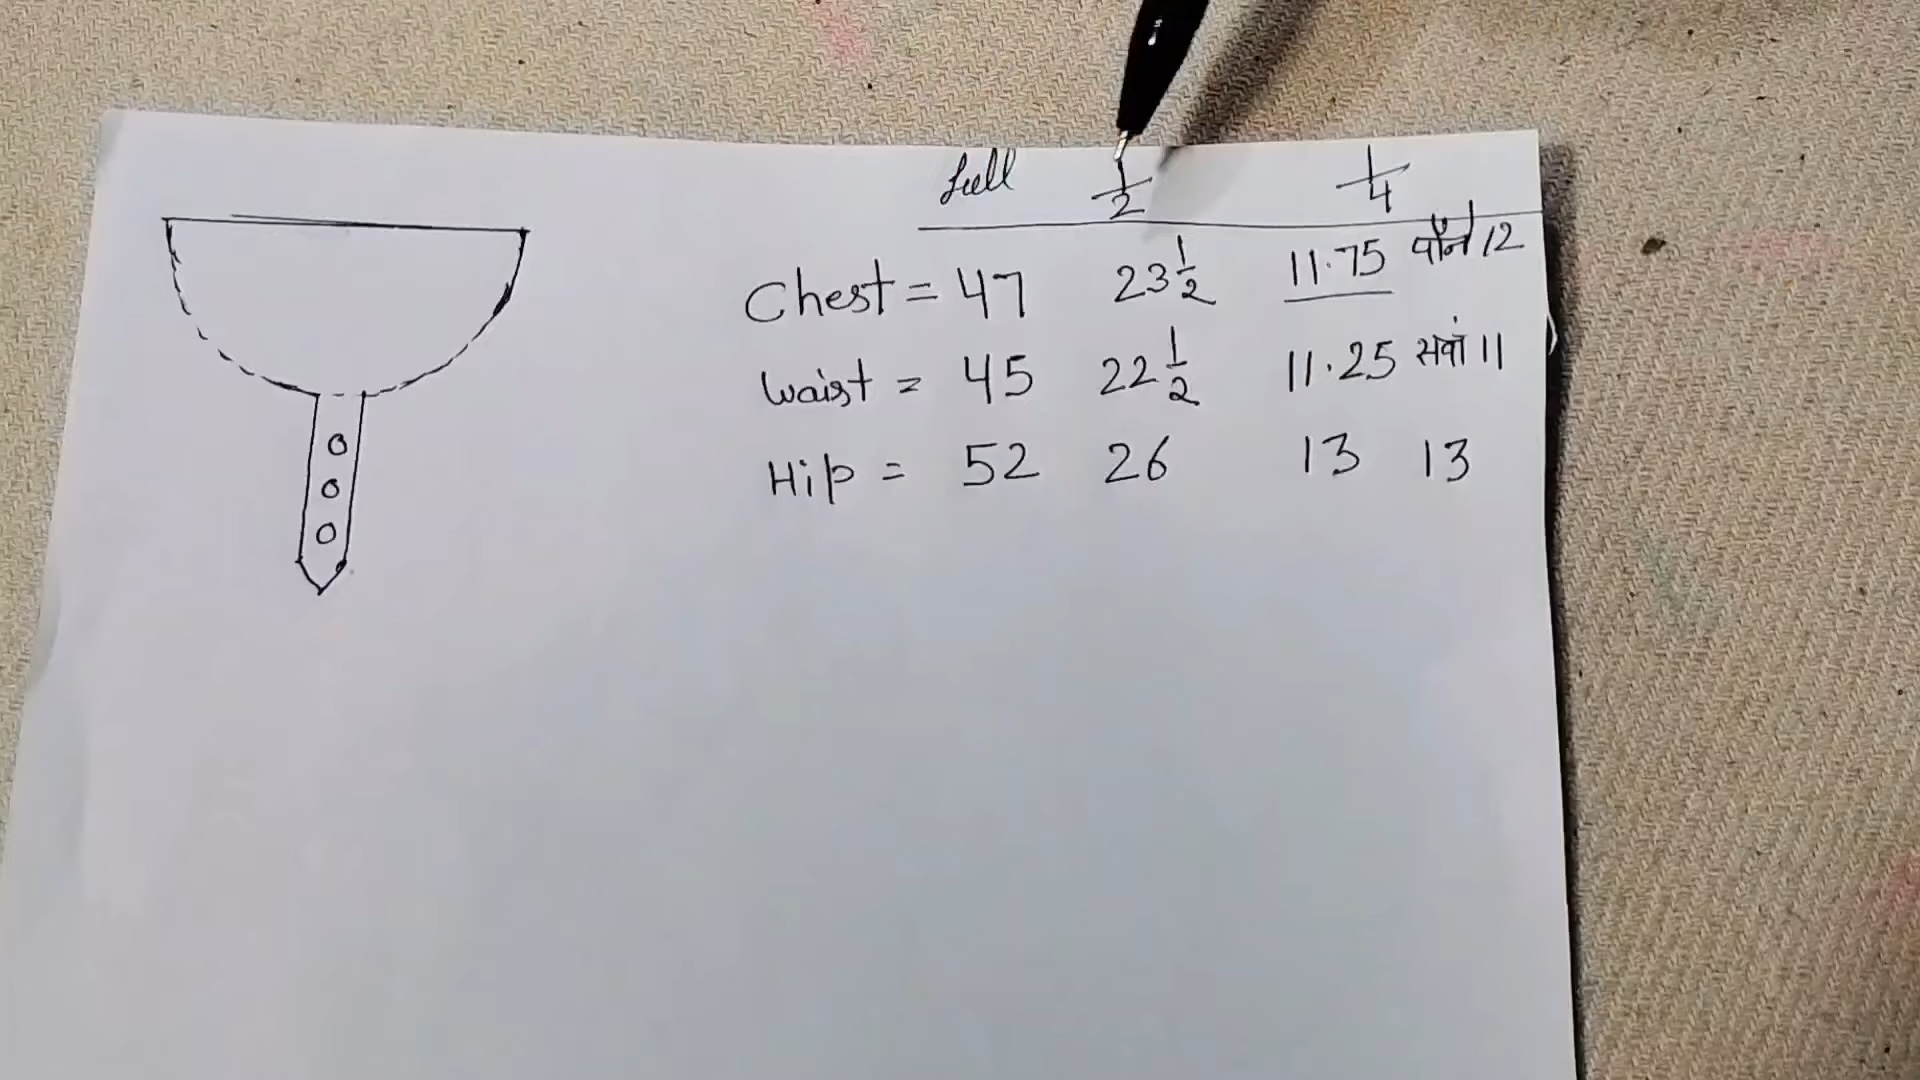 full 1/2 1/4
Chest = 47 23 1/2 11.75 पौंने 12
Waist = 45 22 1/2 11.25 सवां 11
Hip = 52 26 13 13